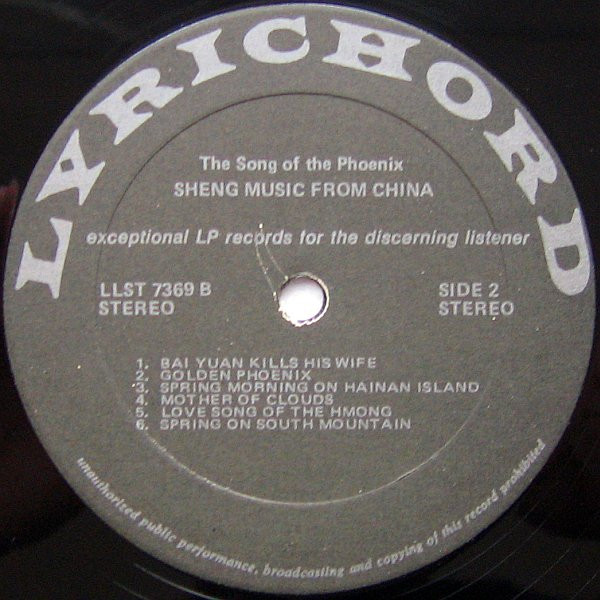 LYRICHORD
The Song of the Phoenix
SHENG MUSIC FROM CHINA
exceptional LP records for the discerning listener
LLST 7369 B
STEREO
SIDE 2
STEREO
1. BAI YUAN KILLS HIS WIFE
2. GOLDEN PHOENIX
3. SPRING MORNING ON HAINAN ISLAND
4. MOTHER OF CLOUDS
5. LOVE SONG OF THE HMONG
6. SPRING ON SOUTH MOUNTAIN
unauthorized public performance, broadcasting and copying of this record prohibited